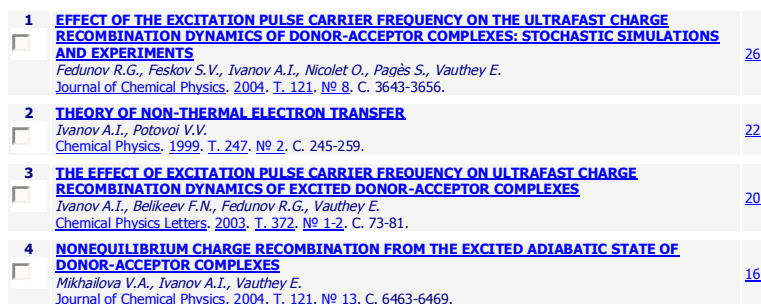 1 EFFECT OF THE EXCITATION PULSE CARRIER FREQUENCY ON THE ULTRAFAST CHARGE
RECOMBINATION DYNAMICS OF DONOR-ACCEPTOR COMPLEXES: STOCHASTIC SIMULATIONS
AND EXPERIMENTS
Fedunov R.G., Feskov S.V., Ivanov A.I., Nicolet O., Pagès S., Vauthey E.
Journal of Chemical Physics. 2004. Т. 121. № 8. С. 3643-3656.
26
2 THEORY OF NON-THERMAL ELECTRON TRANSFER
Ivanov A.I., Potovoi V.V.
Chemical Physics. 1999. Т. 247. № 2. С. 245-259.
22
3 THE EFFECT OF EXCITATION PULSE CARRIER FREQUENCY ON ULTRAFAST CHARGE
RECOMBINATION DYNAMICS OF EXCITED DONOR-ACCEPTOR COMPLEXES
Ivanov A.I., Belikeev F.N., Fedunov R.G., Vauthey E.
Chemical Physics Letters. 2003. Т. 372. № 1-2. С. 73-81.
20
4 NONEQUILIBRIUM CHARGE RECOMBINATION FROM THE EXCITED ADIABATIC STATE OF
DONOR-ACCEPTOR COMPLEXES
Mikhailova V.A., Ivanov A.I., Vauthey E.
Journal of Chemical Physics. 2004. Т. 121. № 13. С. 6463-6469.
16